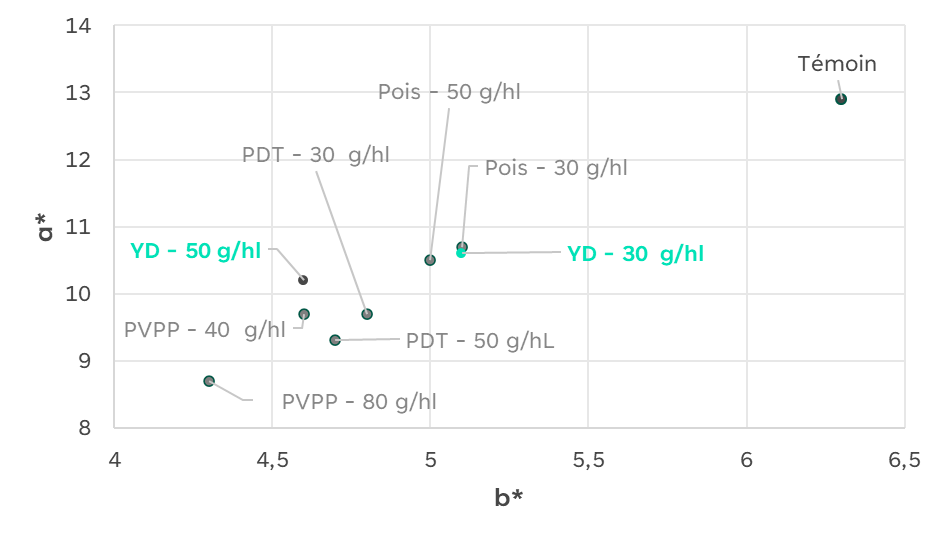 14
Témoin
13
Pois - 50 g/hl
PDT - 30 g/hl
12
Pois - 30 g/hl
11
a*
YD - 50 g/hl
YD - 30 g/hl
10
PVPP - 40 g/hl
PDT - 50 g/hL
9
PVPP - 80 g/hl
8
4 4,5 5 5,5 6 6,5
b*